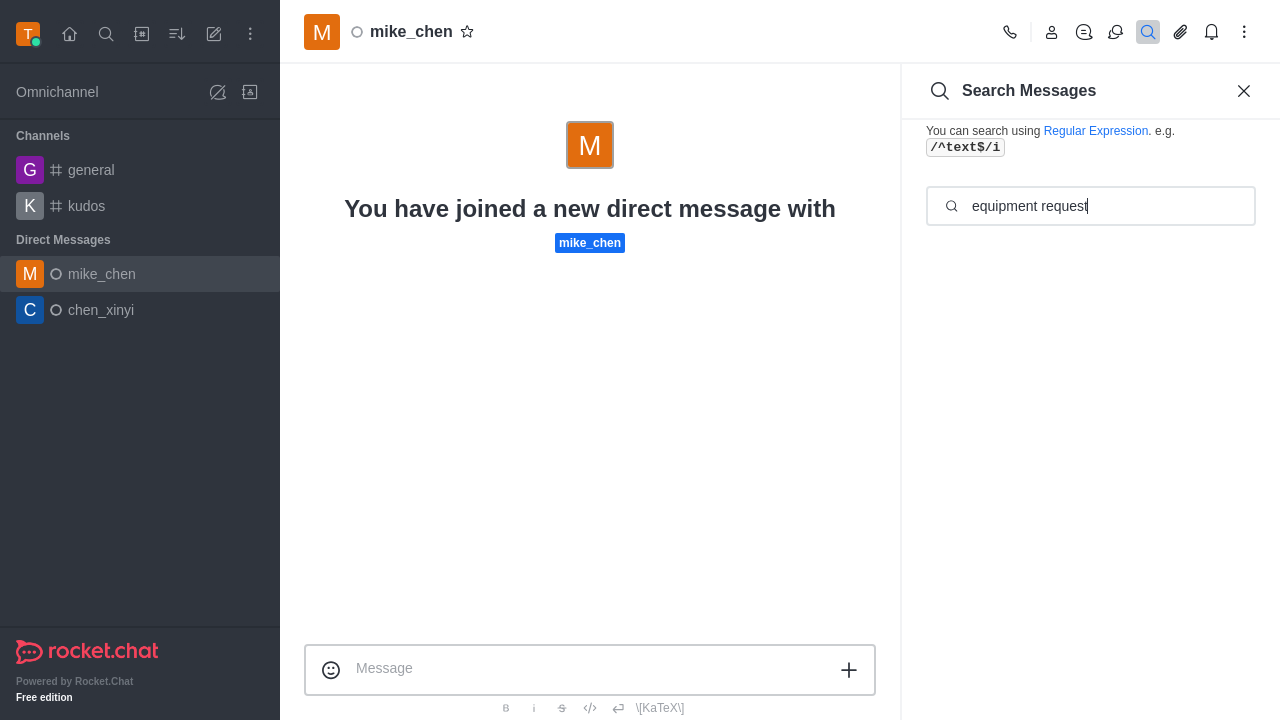 T
Omnichannel
Channels
G general
K kudos
Direct Messages
M mike_chen
C chen_xinyi
rocket.chat
Powered by Rocket.Chat
Free edition
M mike_chen
M
You have joined a new direct message with
mike_chen
Message
B i S \[KaTeX\]
Search Messages
You can search using Regular Expression. e.g.
/^text$/i
equipment request